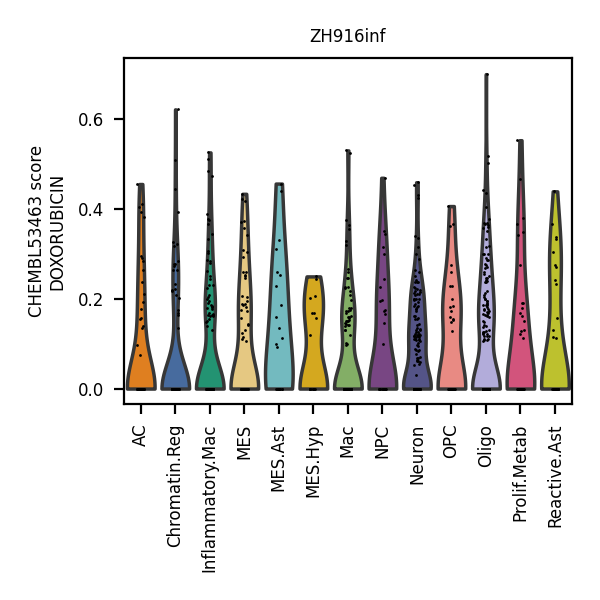 ZH916inf
CHEMBL53463 score
DOXORUBICIN
0.6
0.4
0.2
0.0
AC
Chromatin.Reg
Inflammatory.Mac
MES
MES.Ast
MES.Hyp
Mac
NPC
Neuron
OPC
Oligo
Prolif.Metab
Reactive.Ast